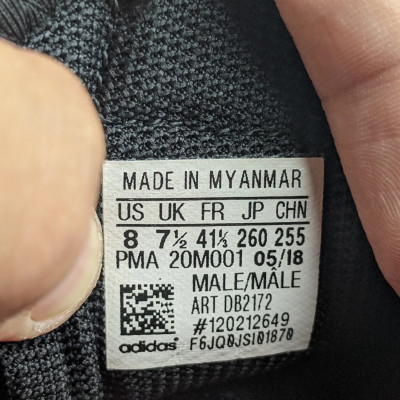 MADE IN MYANMAR
US UK FR JP CHN
8 7½ 41⅓ 260 255
PMA 20M001 05/18
MALE/MÂLE
ART DB2172
#120212649
adidas F6JQ0JSI01870